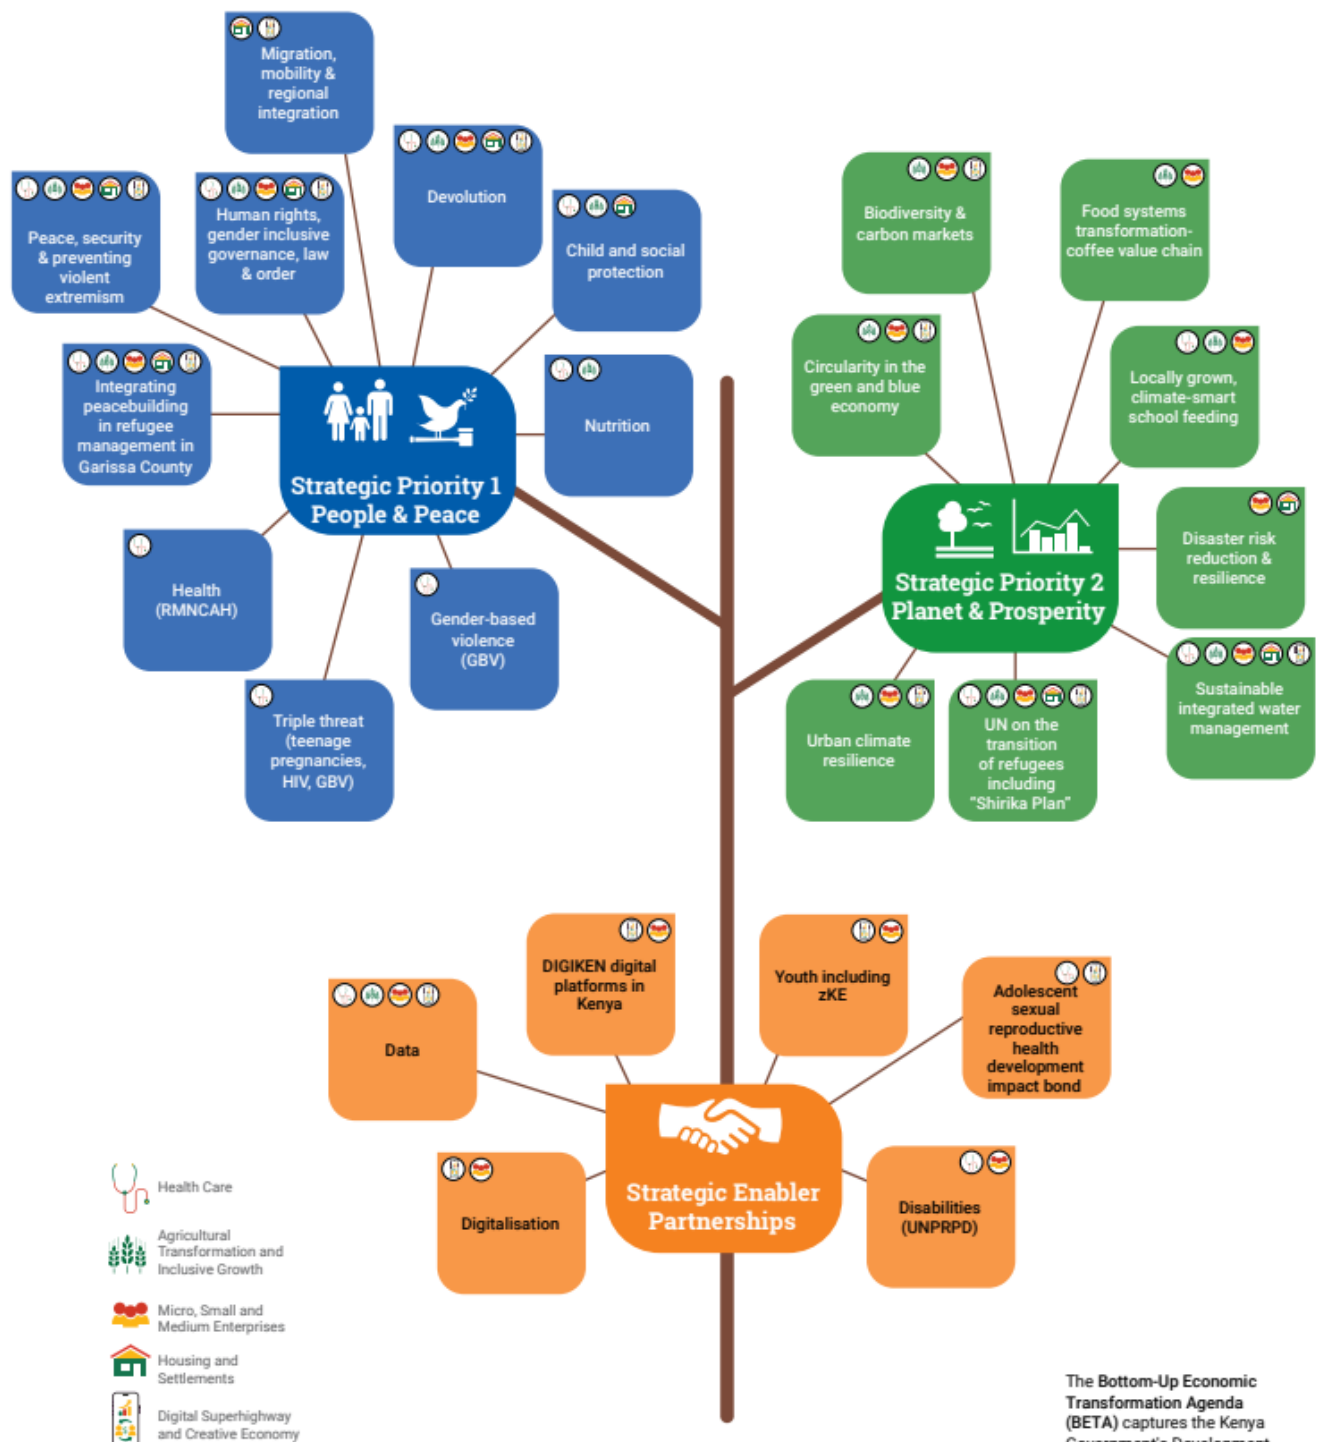 Migration,
mobility &
regional
integration
Devolution
Peace, security
& preventing
violent
extremism
Human rights,
gender inclusive
governance, law
& order
Child and social
protection
Integrating
peacebuilding
in refugee
management in
Garissa County
Nutrition
Strategic Priority 1
People & Peace
Health
(RMNCAH)
Gender-based
violence
(GBV)
Triple threat
(teenage
pregnancies,
HIV, GBV)
Biodiversity &
carbon markets
Food systems
transformation-
coffee value chain
Circularity in the
green and blue
economy
Locally grown,
climate-smart
school feeding
Disaster risk
reduction &
resilience
Strategic Priority 2
Planet & Prosperity
Sustainable
integrated water
management
Urban climate
resilience
UN on the
transition
of refugees
including
“Shirika Plan”
DIGIKEN digital
platforms in
Kenya
Youth including
zKE
Data
Adolescent
sexual
reproductive
health
development
impact bond
Digitalisation
Strategic Enabler
Partnerships
Disabilities
(UNPRPD)
Health Care
Agricultural
Transformation and
Inclusive Growth
Micro, Small and
Medium Enterprises
Housing and
Settlements
Digital Superhighway
and Creative Economy
The Bottom-Up Economic
Transformation Agenda
(BETA) captures the Kenya
Government's Development